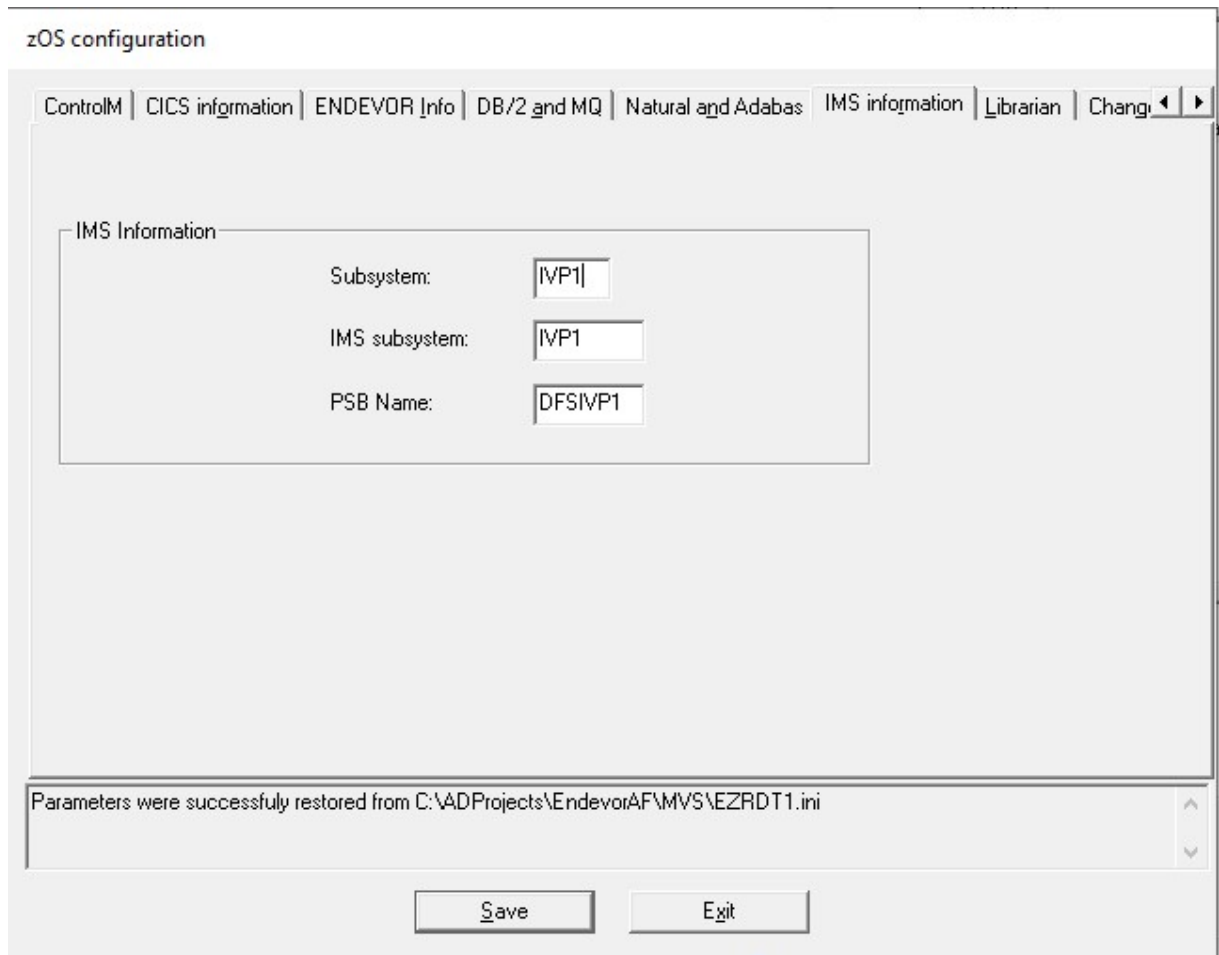 zOS configuration
ControlM CICS information ENDEVOR Info DB/2 and MQ Natural and Adabas IMS information Librarian Chang
IMS Information
Subsystem: IVP1
IMS subsystem: IVP1
PSB Name: DFSIVP1
Parameters were successfuly restored from C:\ADProjects\EndevorAF\MVS\EZRDT1.ini
Save Exit